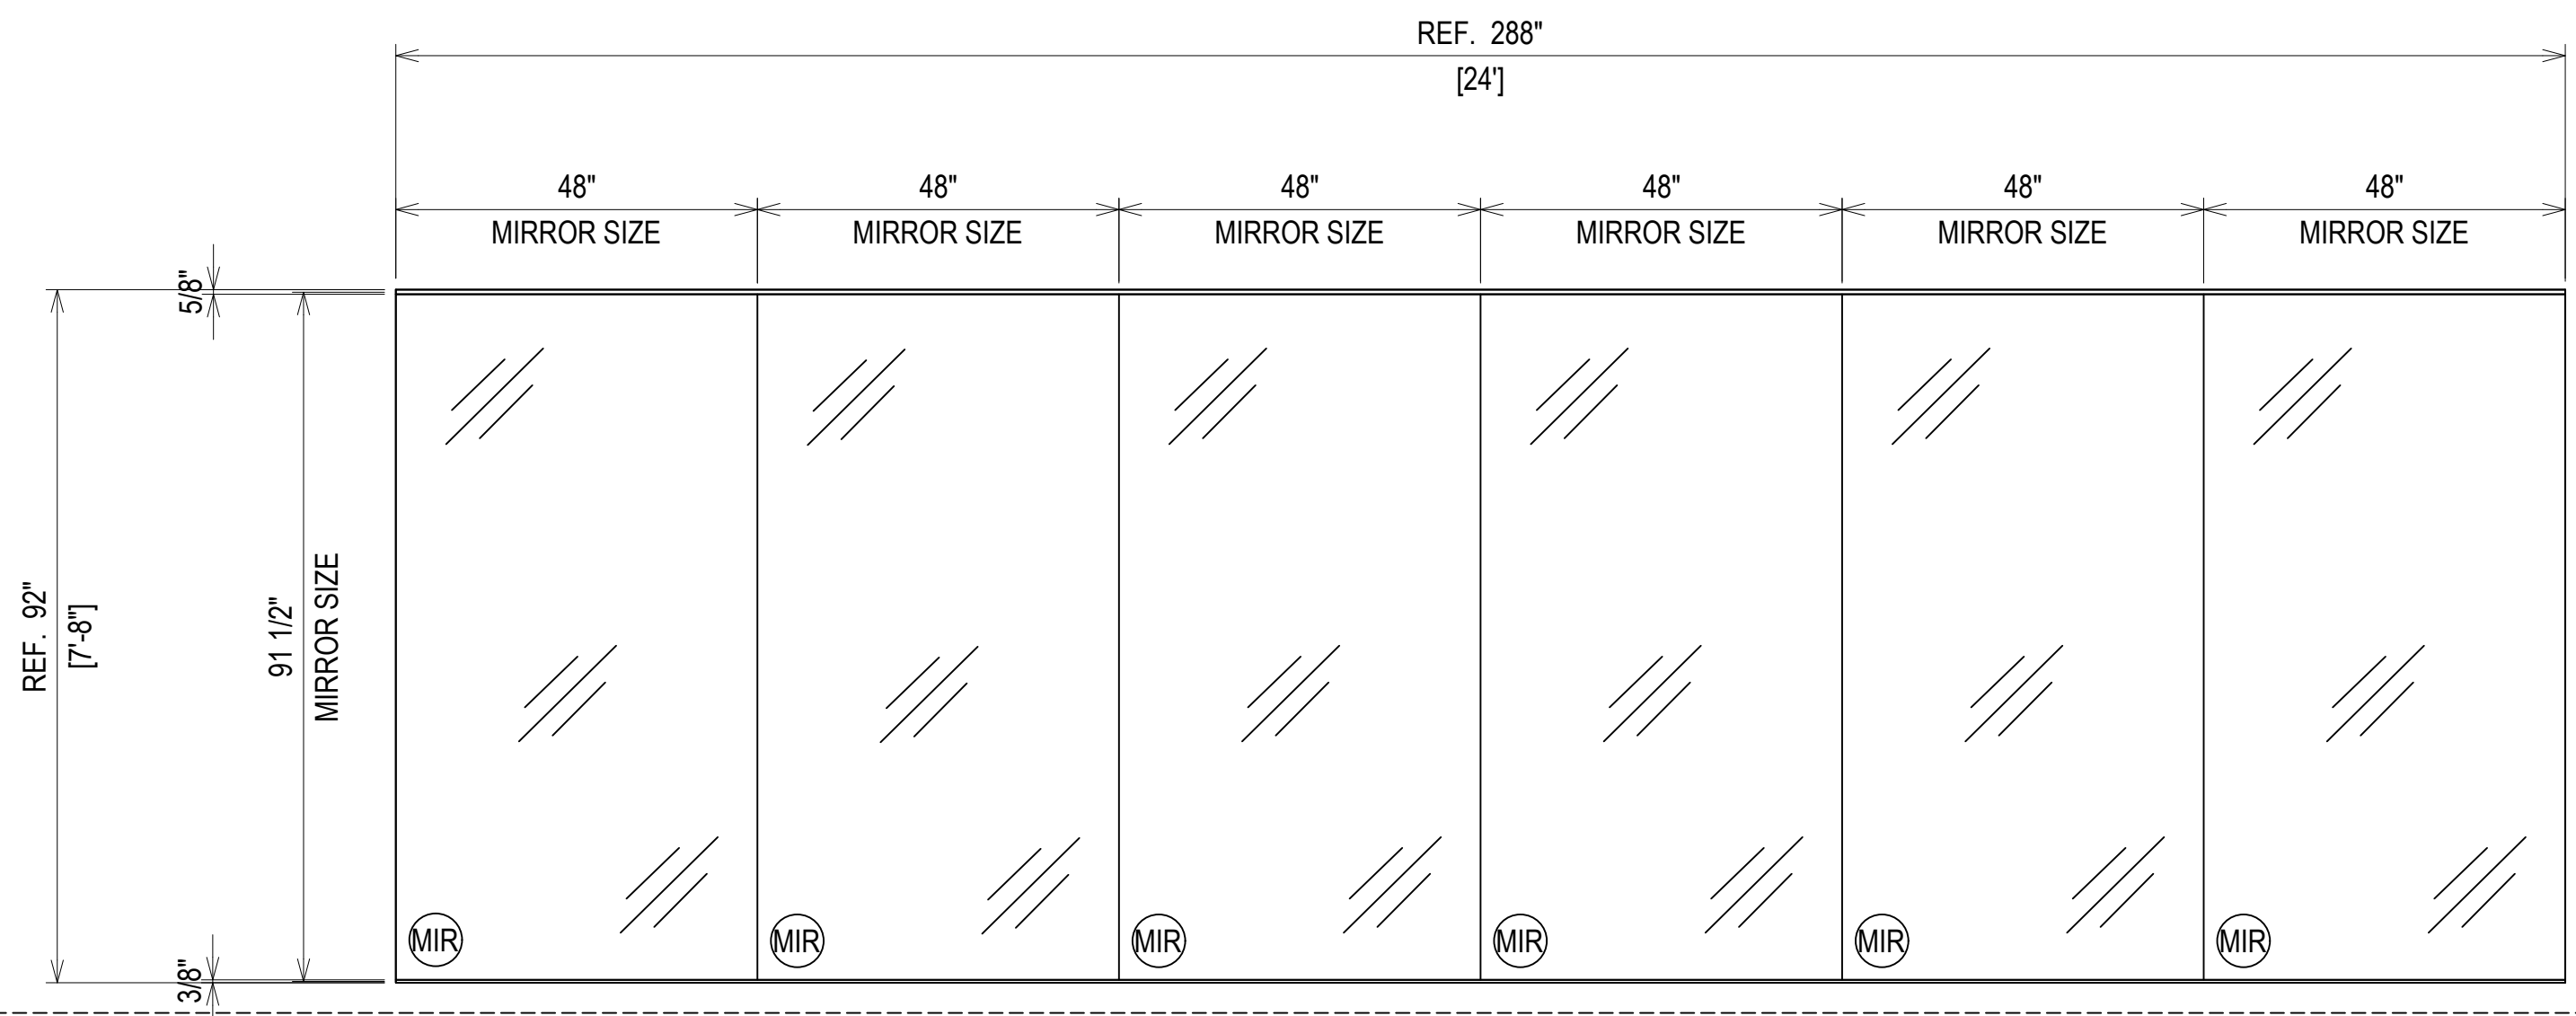 REF. 288"
[24']
48"
MIRROR SIZE
48"
MIRROR SIZE
48"
MIRROR SIZE
48"
MIRROR SIZE
48"
MIRROR SIZE
48"
MIRROR SIZE
5/8"
REF. 92"
[7'-8"]
91 1/2"
MIRROR SIZE
3/8"
MIR
MIR
MIR
MIR
MIR
MIR